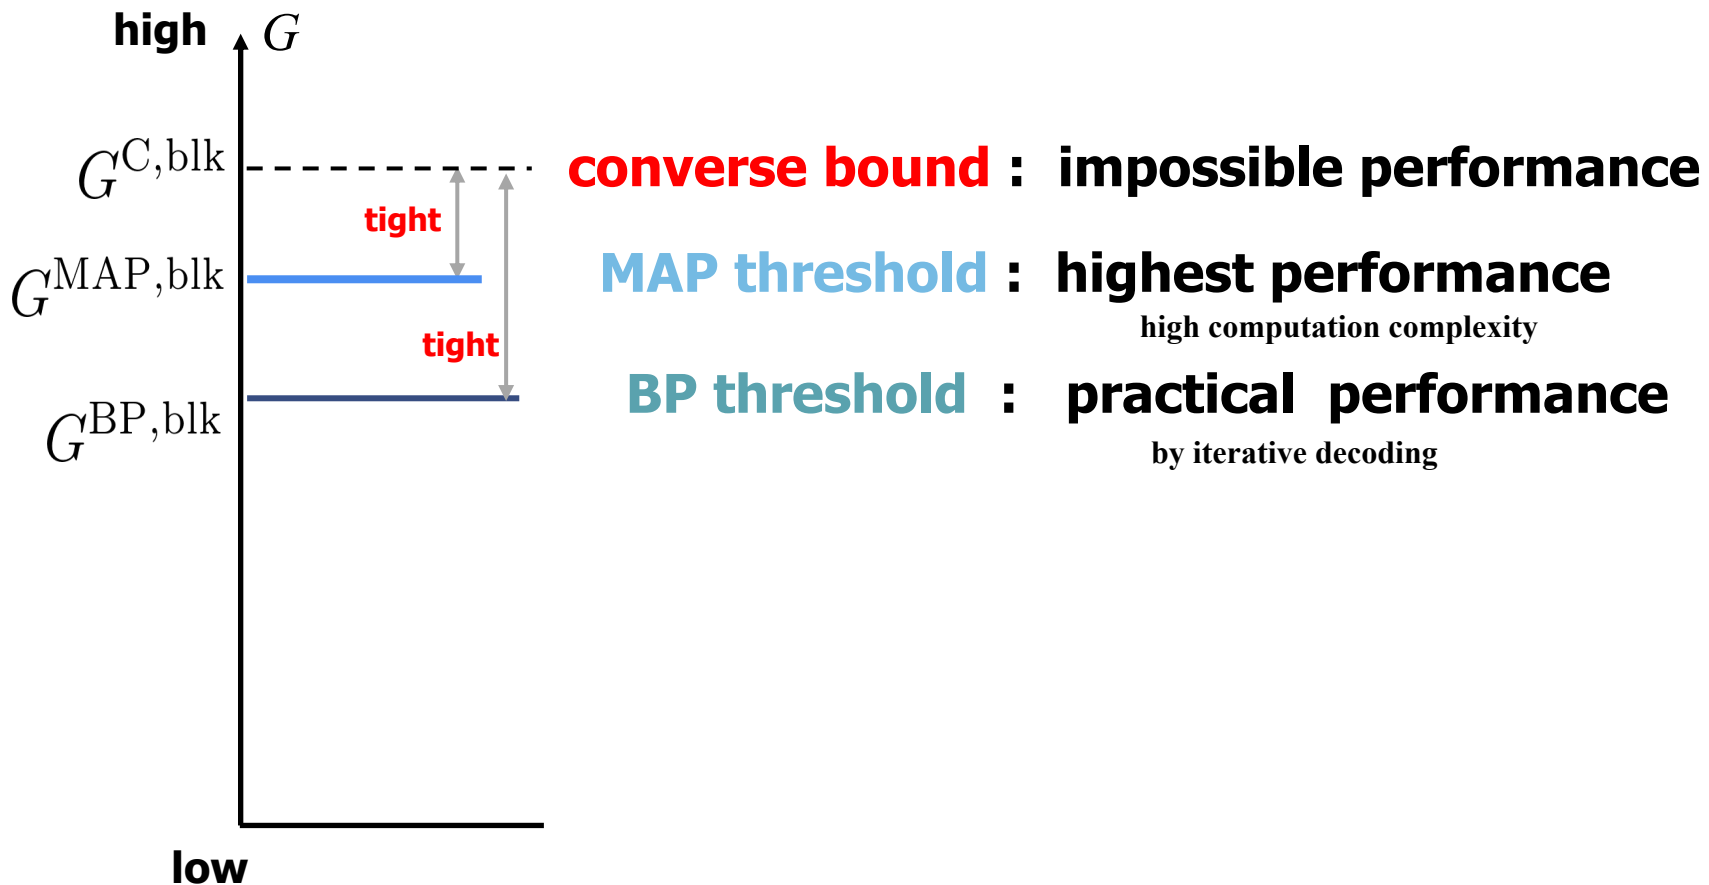 high G
G^C,blk converse bound : impossible performance
tight
G^MAP,blk MAP threshold : highest performance
high computation complexity
tight
G^BP,blk BP threshold : practical performance
by iterative decoding
low